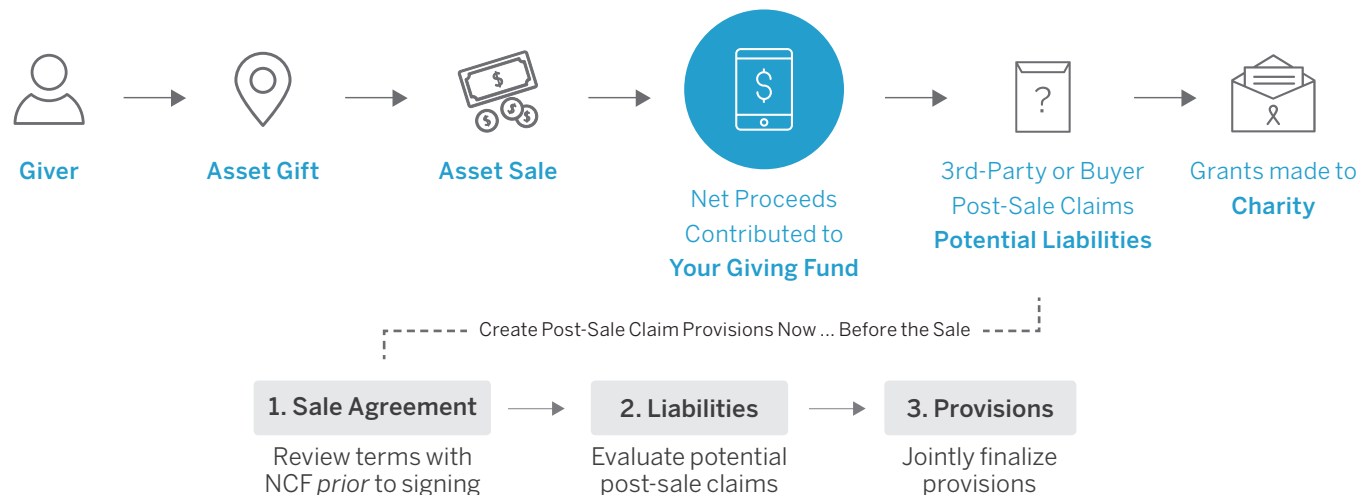 Giver
Asset Gift
Asset Sale
Net Proceeds
Contributed to
Your Giving Fund
3rd-Party or Buyer
Post-Sale Claims
Potential Liabilities
Grants made to
Charity
$
$
$
$
$
?
Create Post-Sale Claim Provisions Now ... Before the Sale
1. Sale Agreement
Review terms with
NCF prior to signing
2. Liabilities
Evaluate potential
post-sale claims
3. Provisions
Jointly finalize
provisions